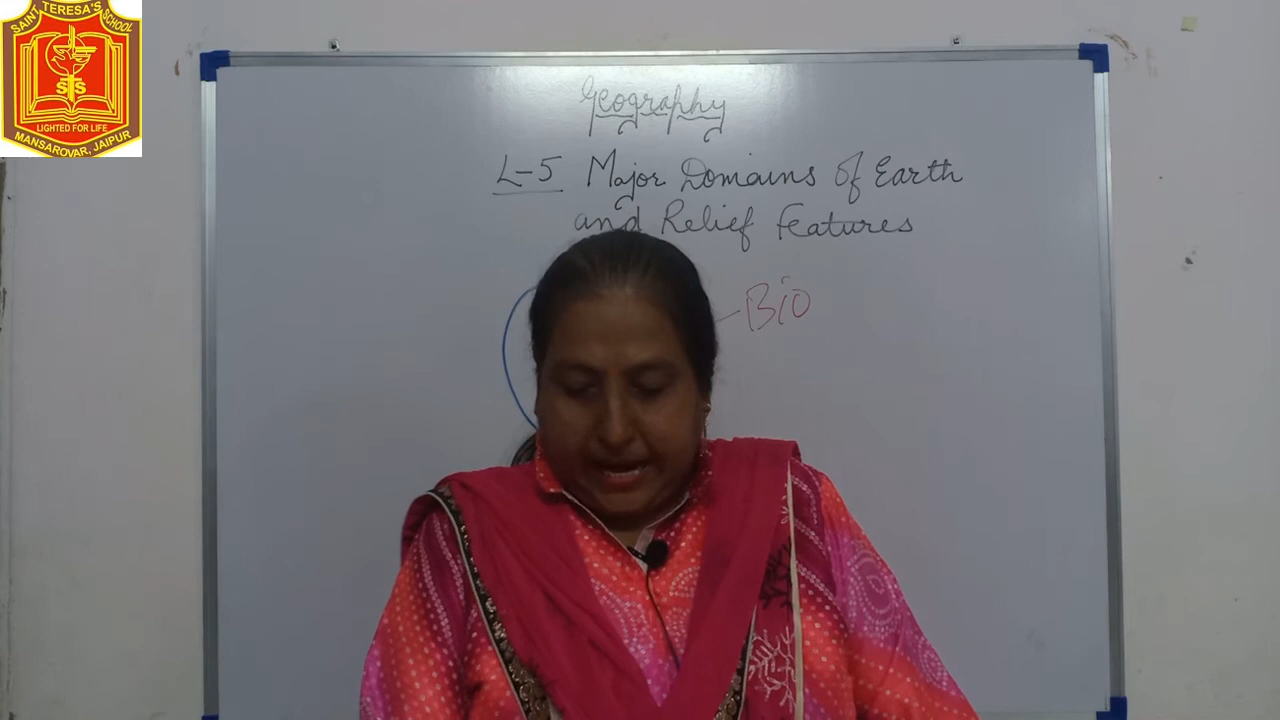 SAINT TERESA'S SCHOOL
STS
LIGHTED FOR LIFE
MANSAROVAR, JAIPUR
Geography
L-5 Major Domains of Earth
and Relief Features
Bio